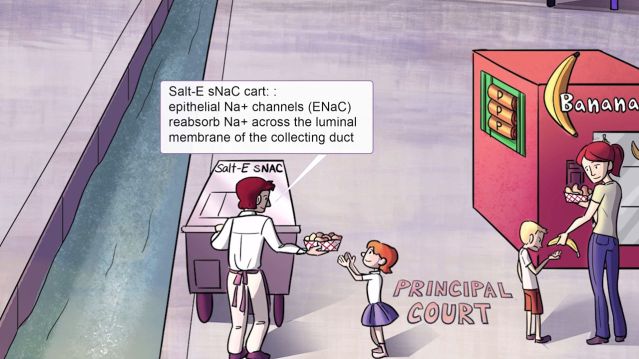 Salt-E sNaC cart: :
epithelial Na+ channels (ENaC)
reabsorb Na+ across the luminal
membrane of the collecting duct
Salt-E sNAC
Banana
PRINCIPAL
COURT